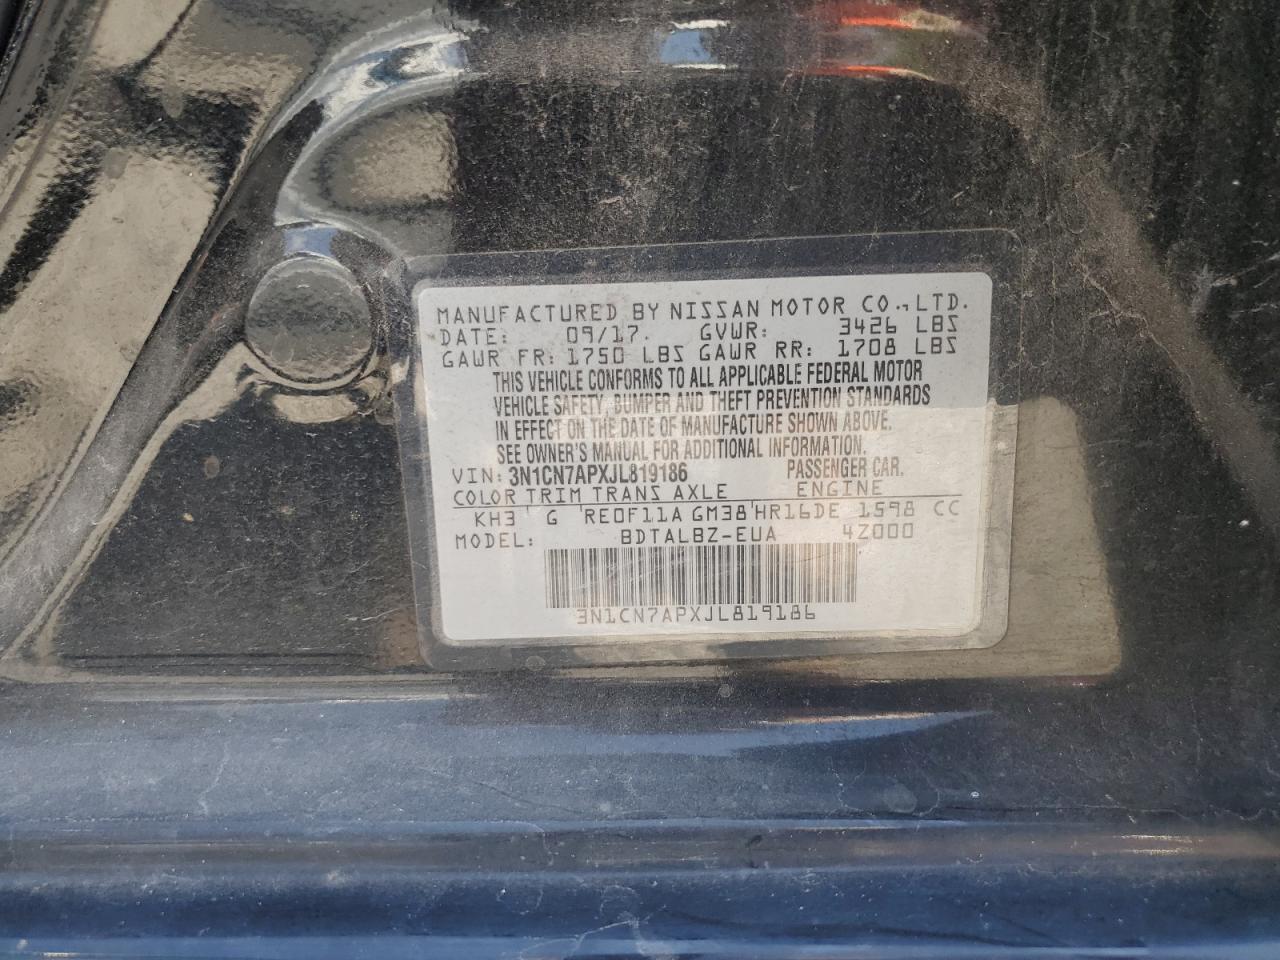 MANUFACTURED BY NISSAN MOTOR CO., LTD.
DATE: 09/17. GVWR: 3426 LBS
GAWR FR: 1750 LBS GAWR RR: 1708 LBS
THIS VEHICLE CONFORMS TO ALL APPLICABLE FEDERAL MOTOR
VEHICLE SAFETY, BUMPER AND THEFT PREVENTION STANDARDS
IN EFFECT ON THE DATE OF MANUFACTURE SHOWN ABOVE.
SEE OWNER'S MANUAL FOR ADDITIONAL INFORMATION.
VIN: 3N1CN7APXJL819186 PASSENGER CAR.
COLOR TRIM TRANS AXLE ENGINE
KH3 G RE0F11A GM38 HR16DE 1598 CC
MODEL: BDTALBZ-EUA 4Z000
3N1CN7APXJL819186